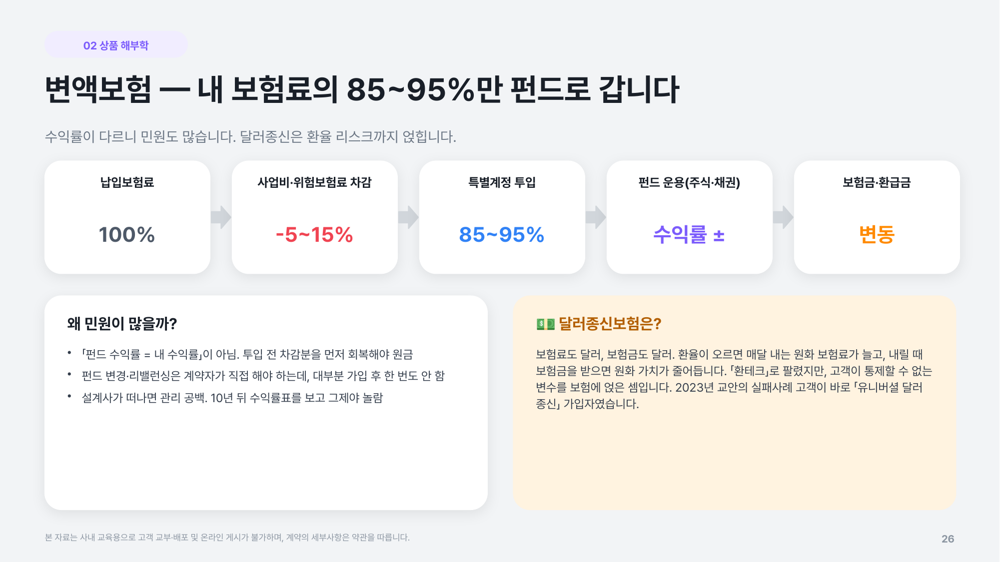 02 상품 해부학
변액보험 — 내 보험료의 85~95%만 펀드로 갑니다
수익률이 다르니 민원도 많습니다. 달러종신은 환율 리스크까지 얹힙니다.
납입보험료
100%
사업비·위험보험료 차감
-5~15%
특별계정 투입
85~95%
펀드 운용(주식·채권)
수익률 ±
보험금·환급금
변동
왜 민원이 많을까?
• 「펀드 수익률 = 내 수익률」이 아님. 투입 전 차감분을 먼저 회복해야 원금
• 펀드 변경·리밸런싱은 계약자가 직접 해야 하는데, 대부분 가입 후 한 번도 안 함
• 설계사가 떠나면 관리 공백. 10년 뒤 수익률표를 보고 그제야 놀람
💵 달러종신보험은?
보험료도 달러, 보험금도 달러. 환율이 오르면 매달 내는 원화 보험료가 늘고, 내릴 때
보험금을 받으면 원화 가치가 줄어듭니다. 「환테크」로 팔렸지만, 고객이 통제할 수 없는
변수를 보험에 얹은 셈입니다. 2023년 교안의 실패사례 고객이 바로 「유니버셜 달러
종신」 가입자였습니다.
본 자료는 사내 교육용으로 고객 교부·배포 및 온라인 게시가 불가하며, 계약의 세부사항은 약관을 따릅니다.
26